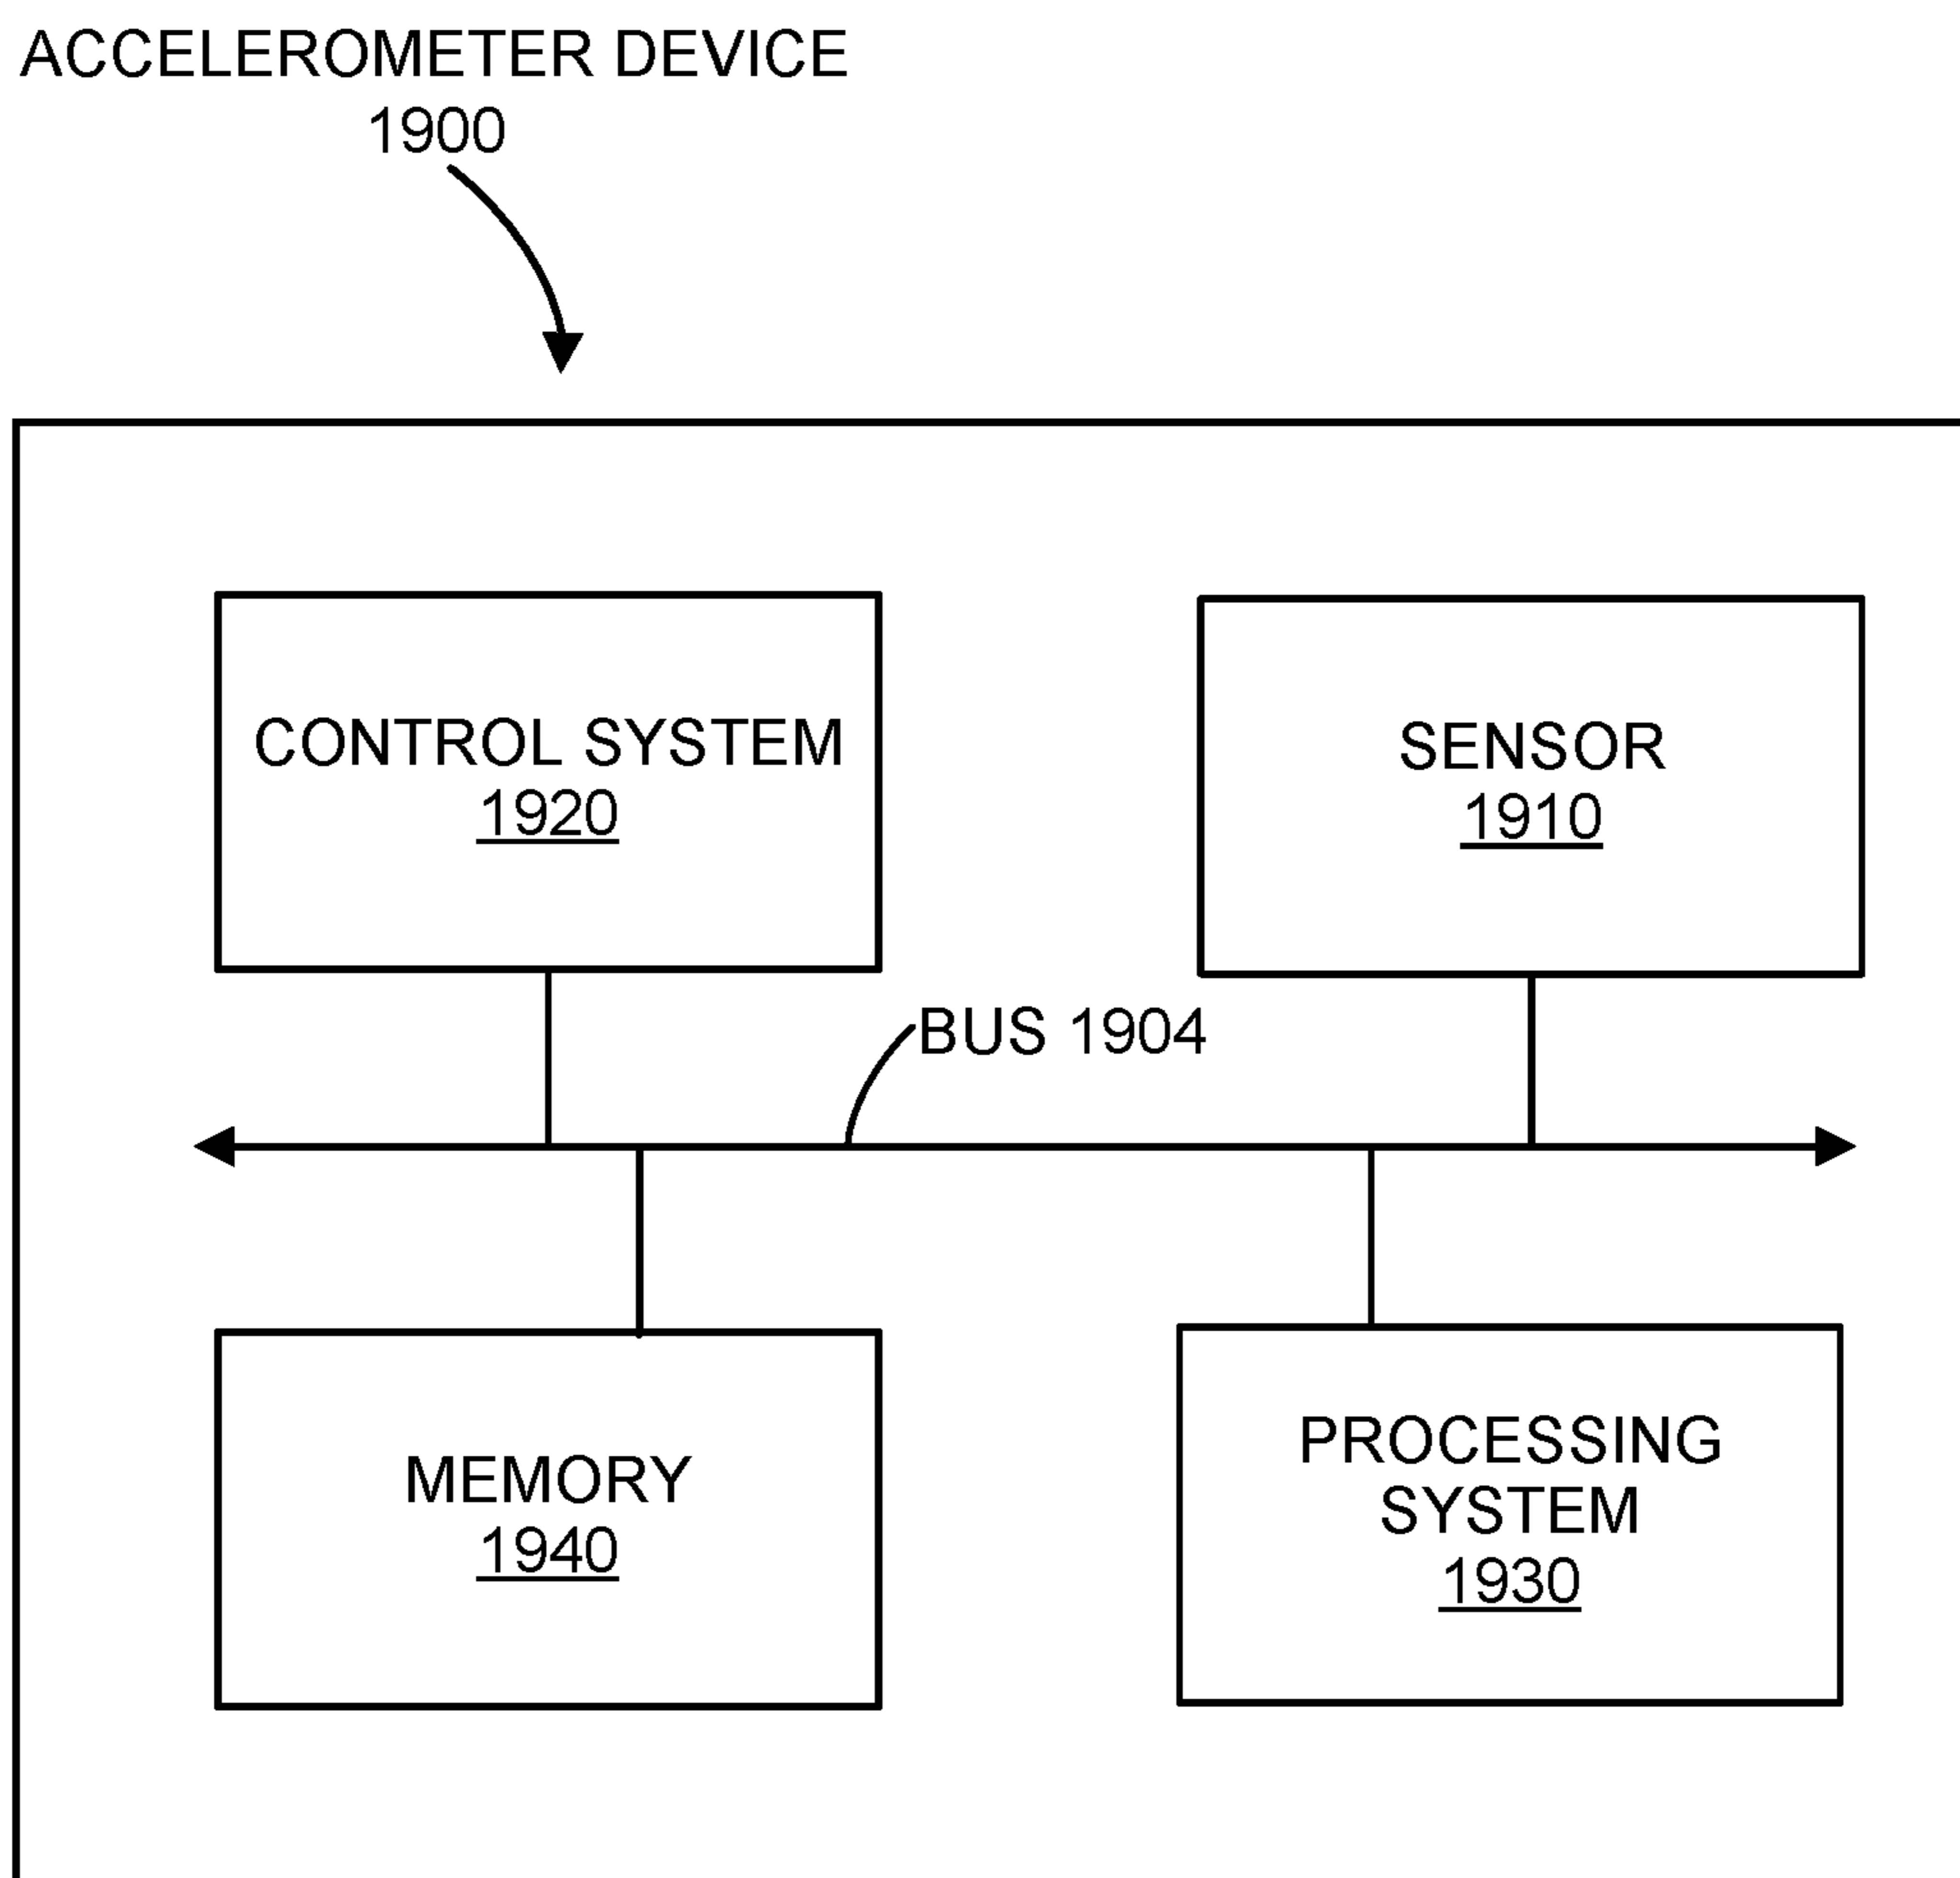 ACCELEROMETER DEVICE
1900
CONTROL SYSTEM
1920
SENSOR
1910
BUS 1904
MEMORY
1940
PROCESSING
SYSTEM
1930